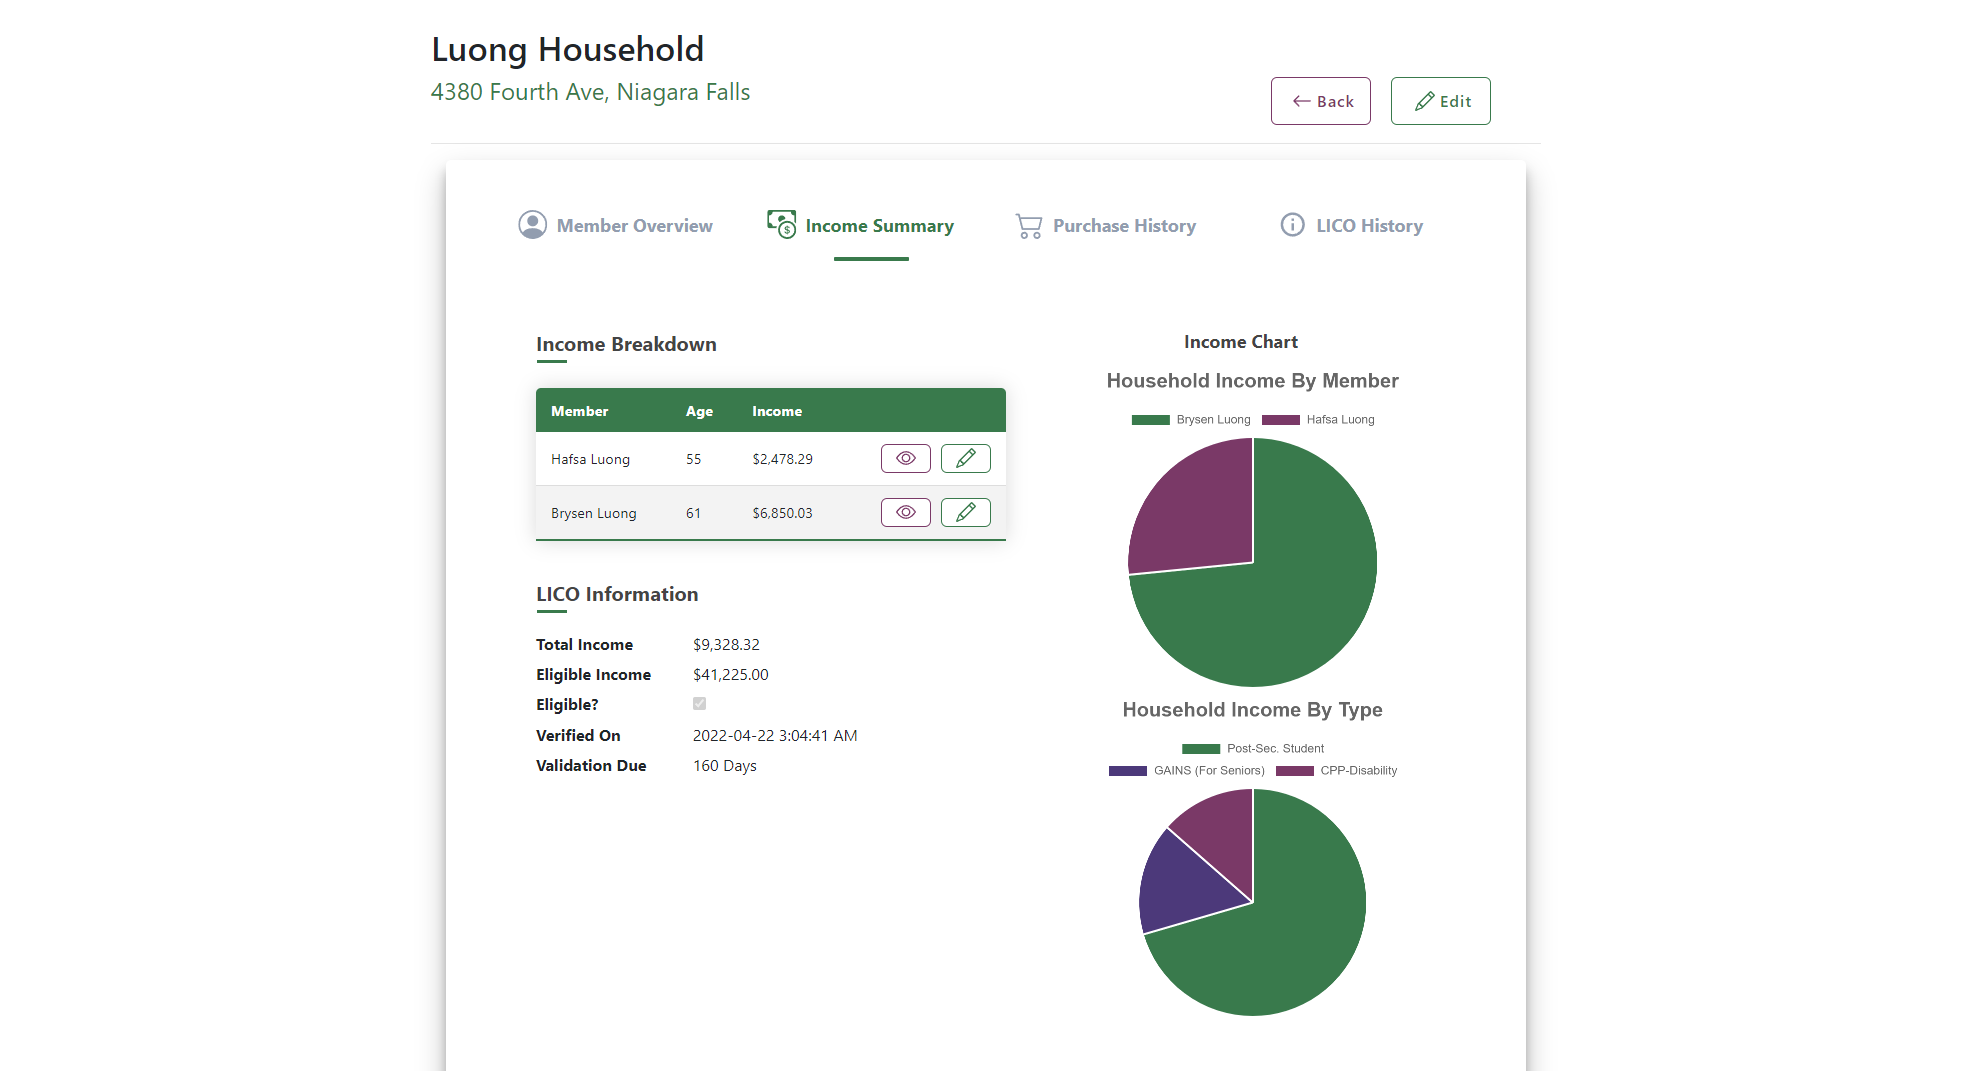 Luong Household
4380 Fourth Ave, Niagara Falls
Back
Edit
Member Overview
Income Summary
Purchase History
LICO History
Income Breakdown
Member Age Income
Hafsa Luong 55 $2,478.29
Brysen Luong 61 $6,850.03
LICO Information
Total Income $9,328.32
Eligible Income $41,225.00
Eligible?
Verified On 2022-04-22 3:04:41 AM
Validation Due 160 Days
Income Chart
Household Income By Member
Brysen Luong Hafsa Luong
Household Income By Type
Post-Sec. Student
GAINS (For Seniors) CPP-Disability